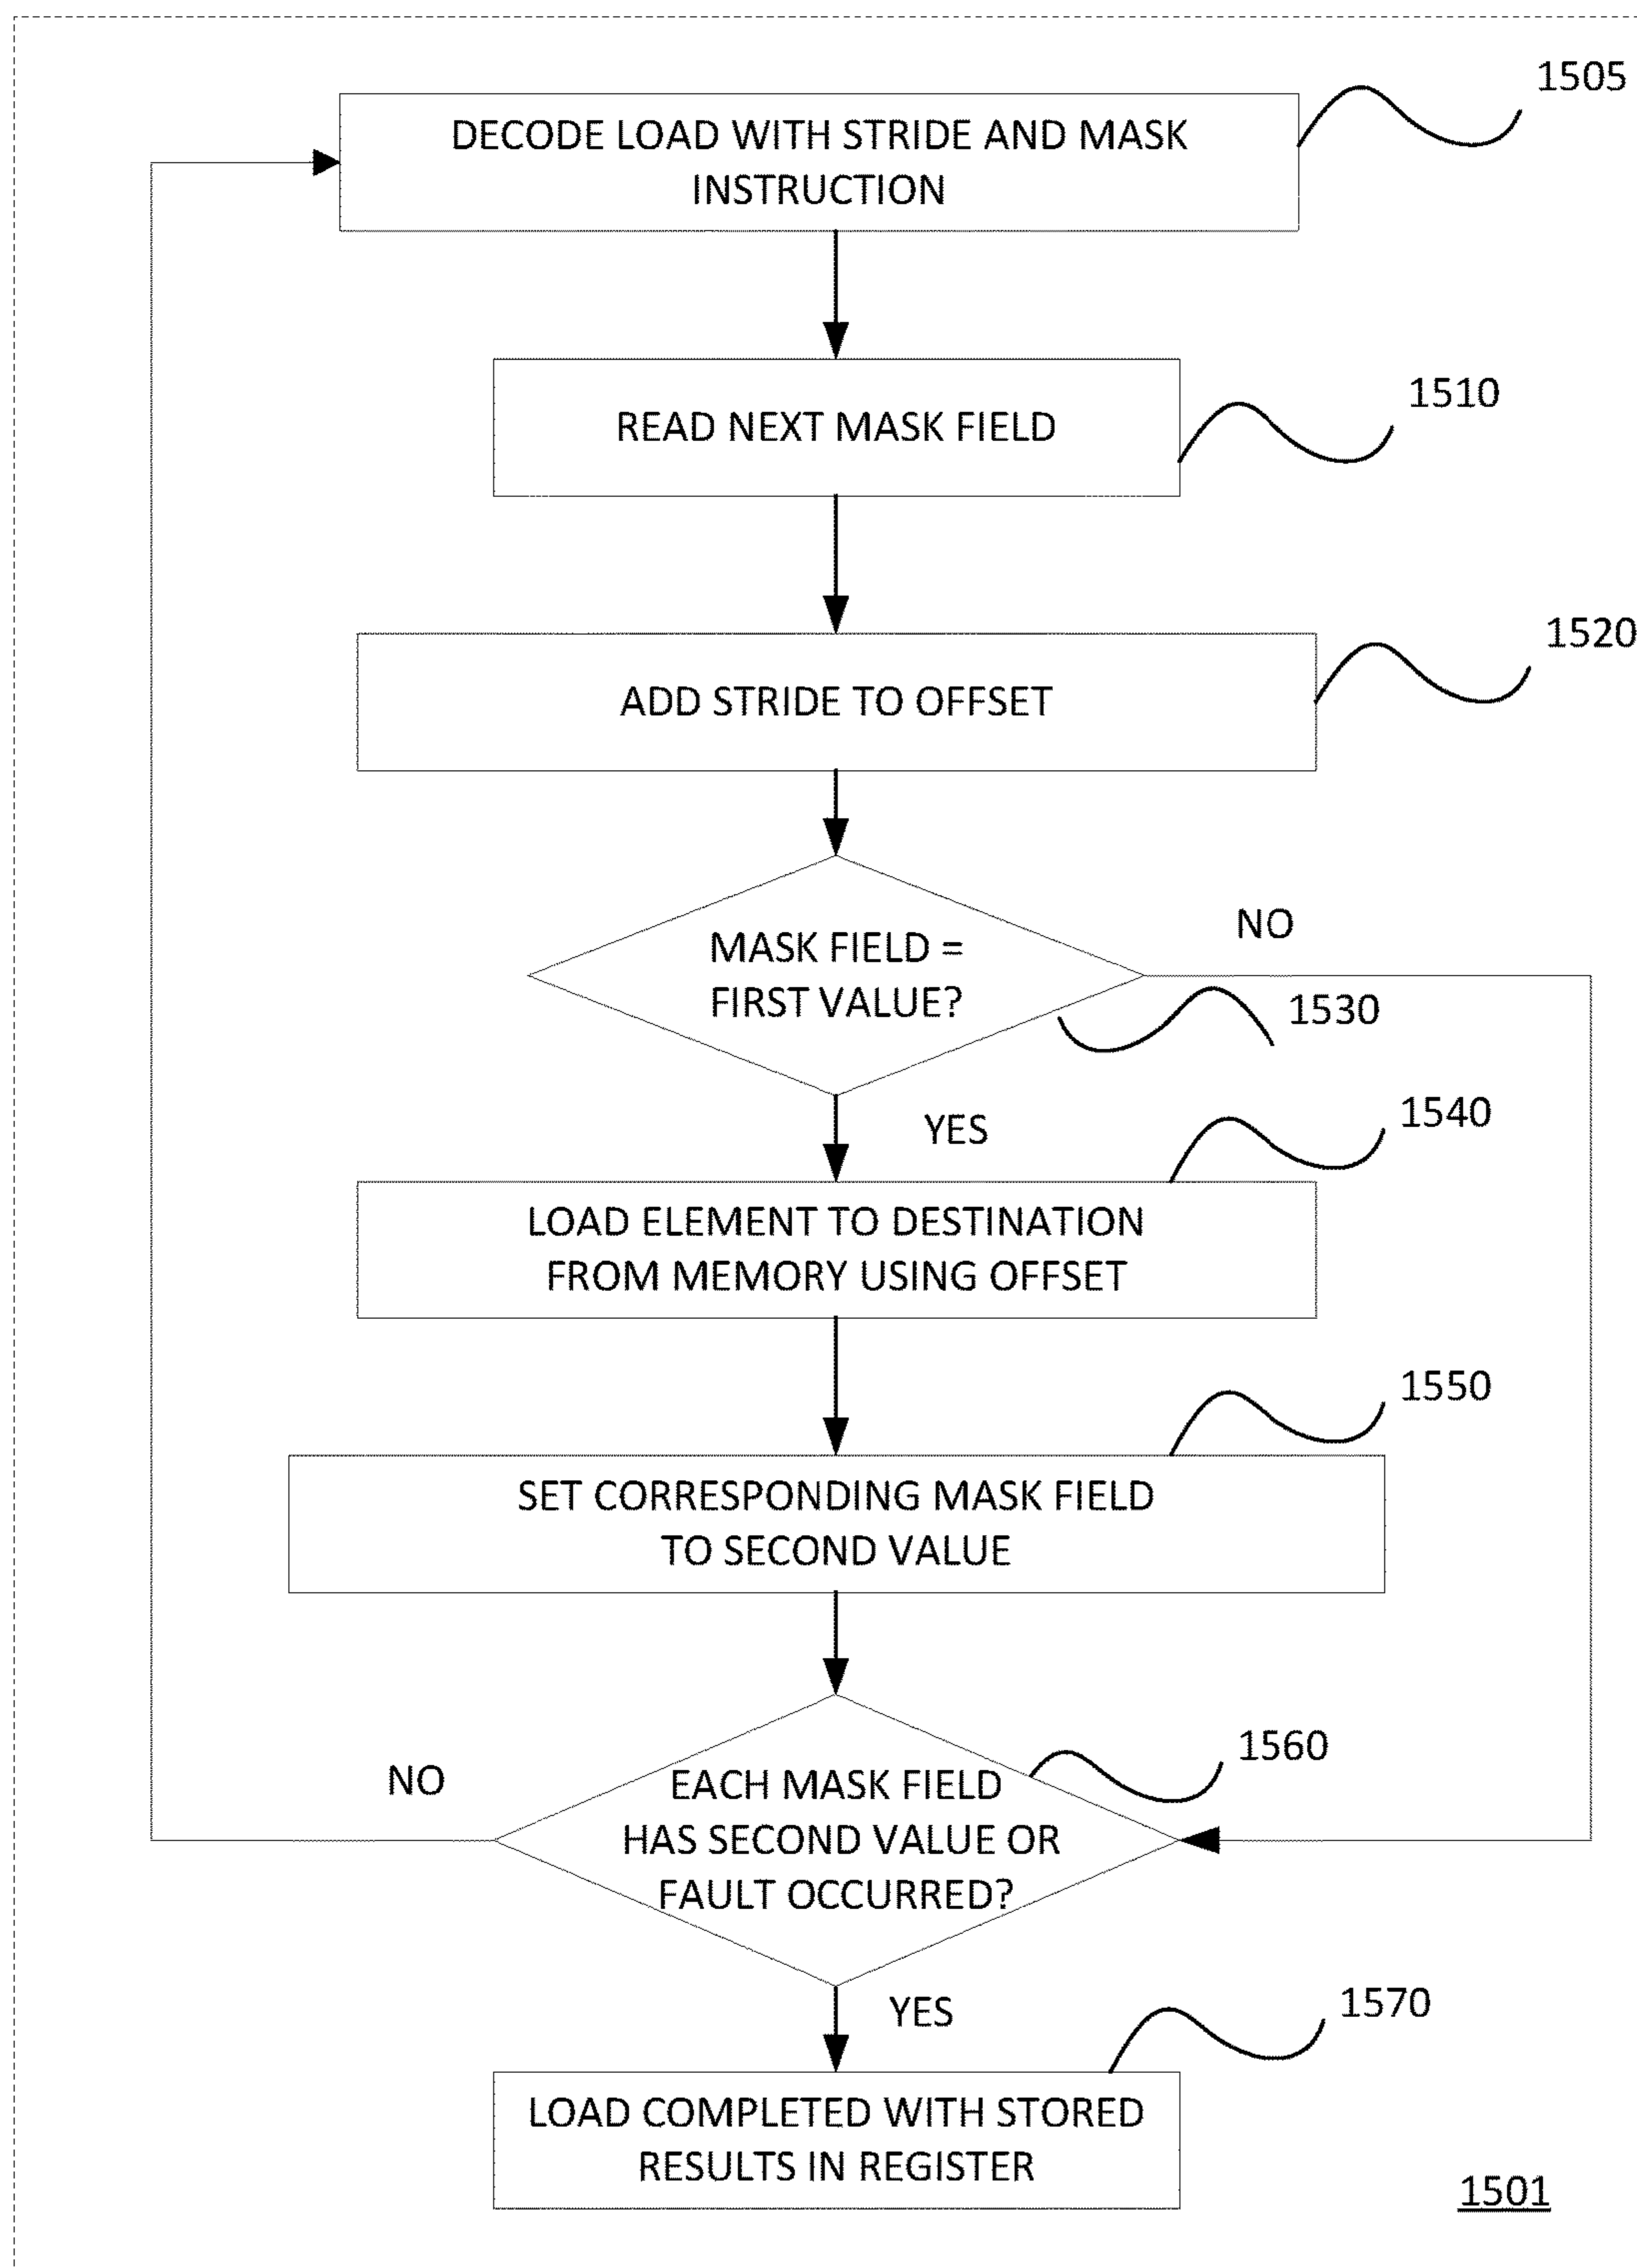 1505
DECODE LOAD WITH STRIDE AND MASK
INSTRUCTION
1510
READ NEXT MASK FIELD
1520
ADD STRIDE TO OFFSET
NO
MASK FIELD =
FIRST VALUE?
1530
YES
1540
LOAD ELEMENT TO DESTINATION
FROM MEMORY USING OFFSET
1550
SET CORRESPONDING MASK FIELD
TO SECOND VALUE
1560
NO
EACH MASK FIELD
HAS SECOND VALUE OR
FAULT OCCURRED?
YES
1570
LOAD COMPLETED WITH STORED
RESULTS IN REGISTER
1501